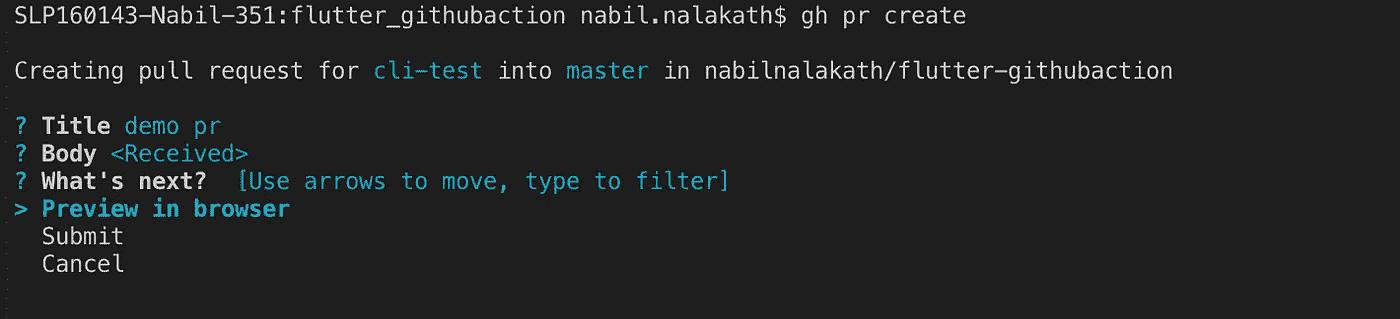 SLP160143-Nabil-351:flutter_githubaction nabil.nalakath$ gh pr create
Creating pull request for cli-test into master in nabilnalakath/flutter-githubaction
? Title demo pr
? Body <Received>
? What's next?  [Use arrows to move, type to filter]
> Preview in browser
  Submit
  Cancel